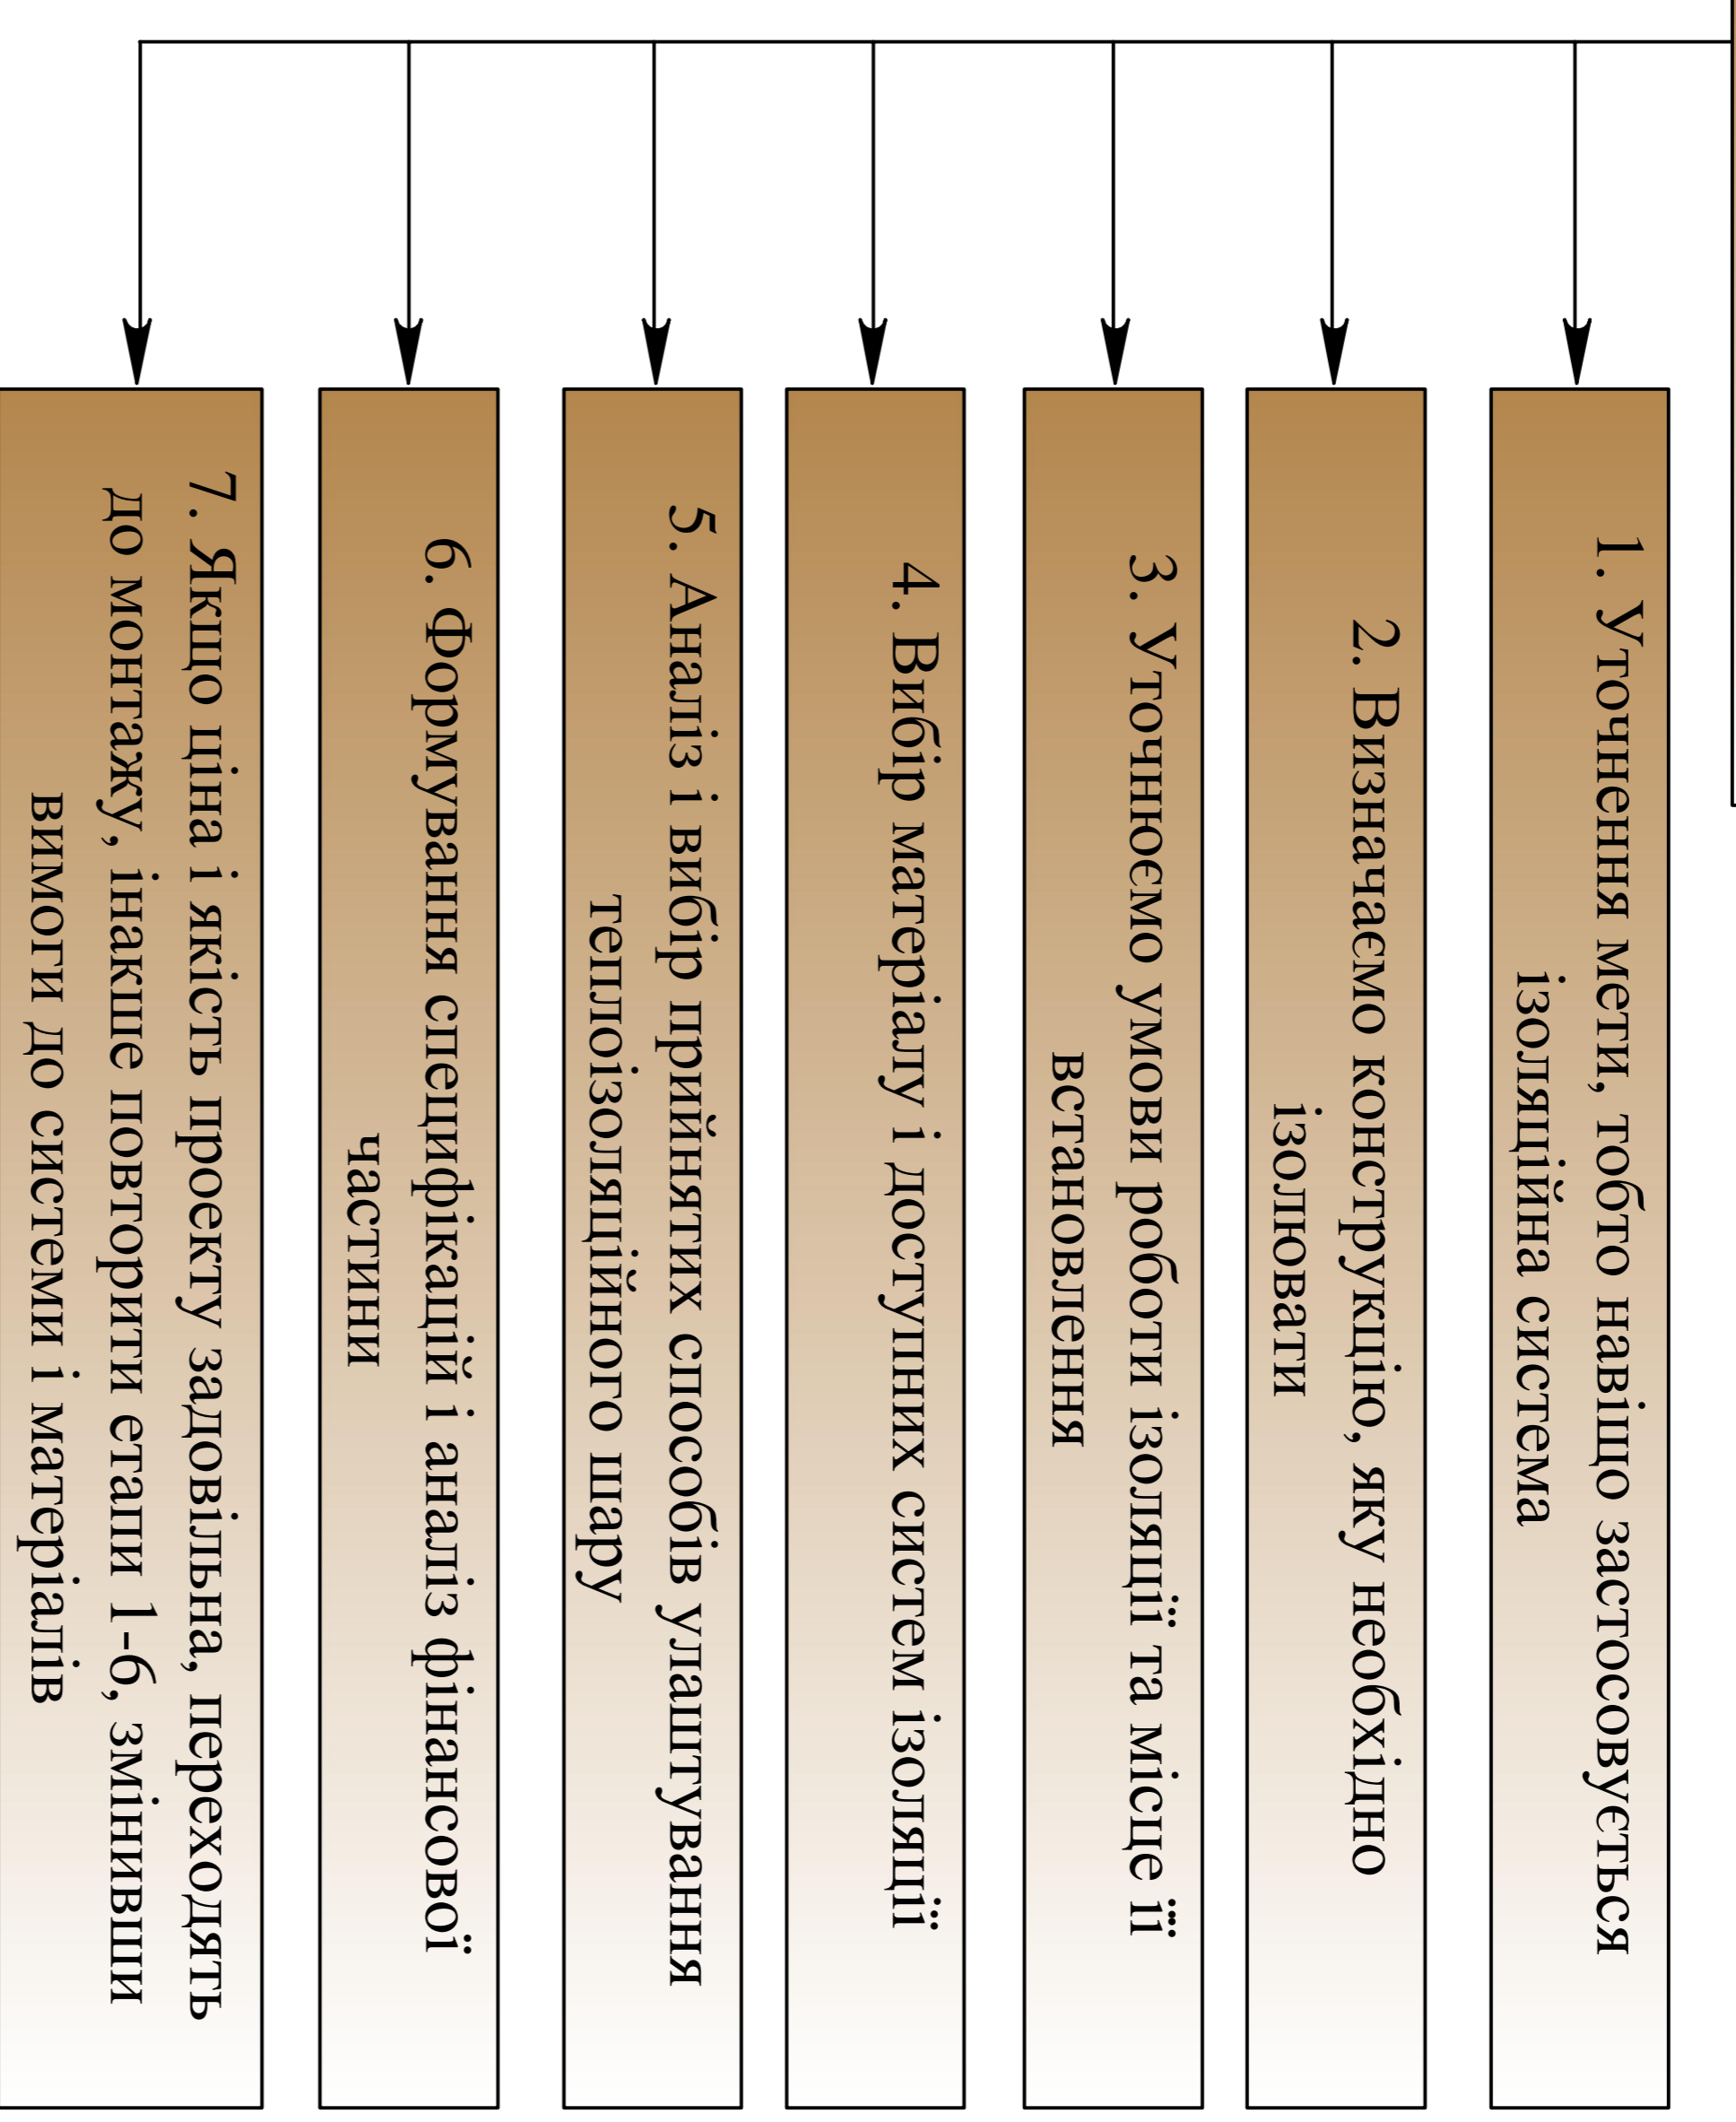 1. Уточнення мети, тобто навіщо застосовується
ізоляційна система
2. Визначаємо конструкцію, яку необхідно
ізолювати
3. Уточнюємо умови роботи ізоляції та місце її
встановлення
4. Вибір матеріалу і доступних систем ізоляції
5. Аналіз і вибір прийнятих способів улаштування
теплоізоляційного шару
6. Формування специфікацій і аналіз фінансової
частини
7. Якщо ціна і якість проекту задовільна, переходять
до монтажу, інакше повторити етапи 1-6, змінивши
вимоги до системи і матеріалів